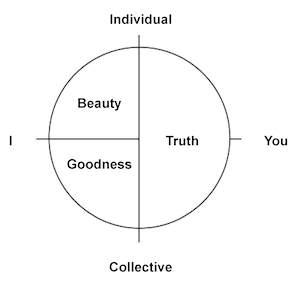 Individual
Beauty
I
Truth
You
Goodness
Collective